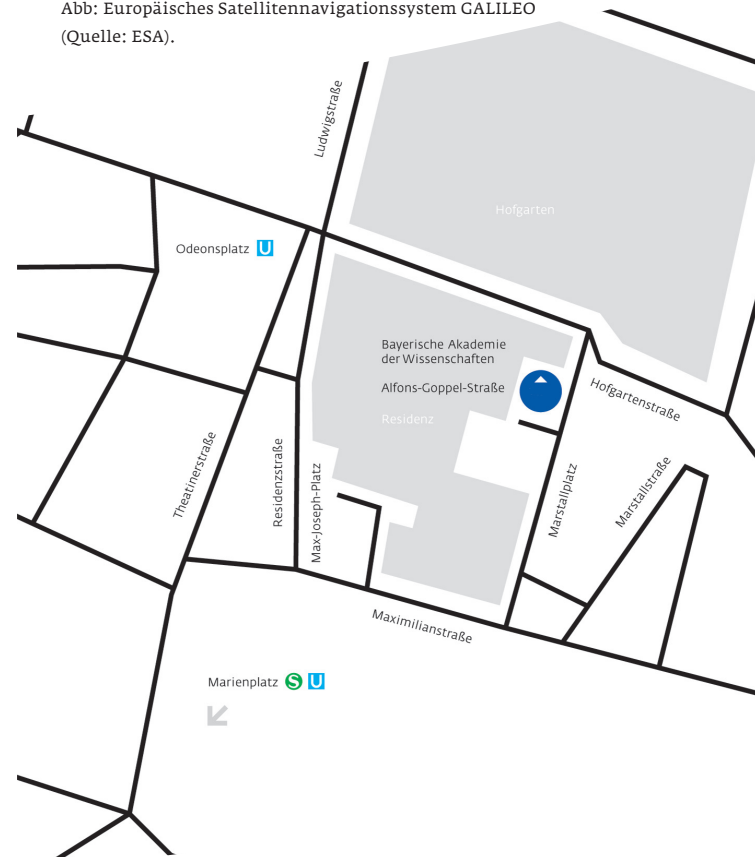 Abb: Europäisches Satellitennavigationssystem GALILEO
(Quelle: ESA).
Ludwigstraße
Hofgarten
Odeonsplatz U
Bayerische Akademie
der Wissenschaften
Alfons-Goppel-Straße
Residenz
Hofgartenstraße
Theatinerstraße
Residenzstraße
Max-Joseph-Platz
Marstallplatz
Marstallstraße
Maximilianstraße
Marienplatz S U